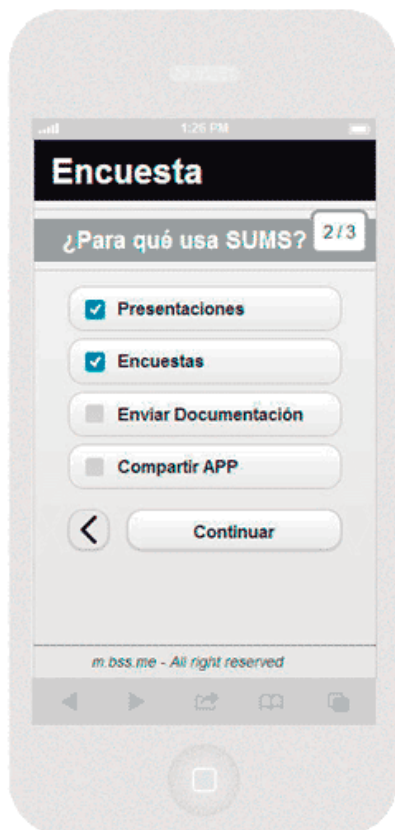 1:26 PM
Encuesta
¿Para qué usa SUMS?
2/3
Presentaciones
Encuestas
Enviar Documentación
Compartir APP
Continuar
m.bss.me - All right reserved